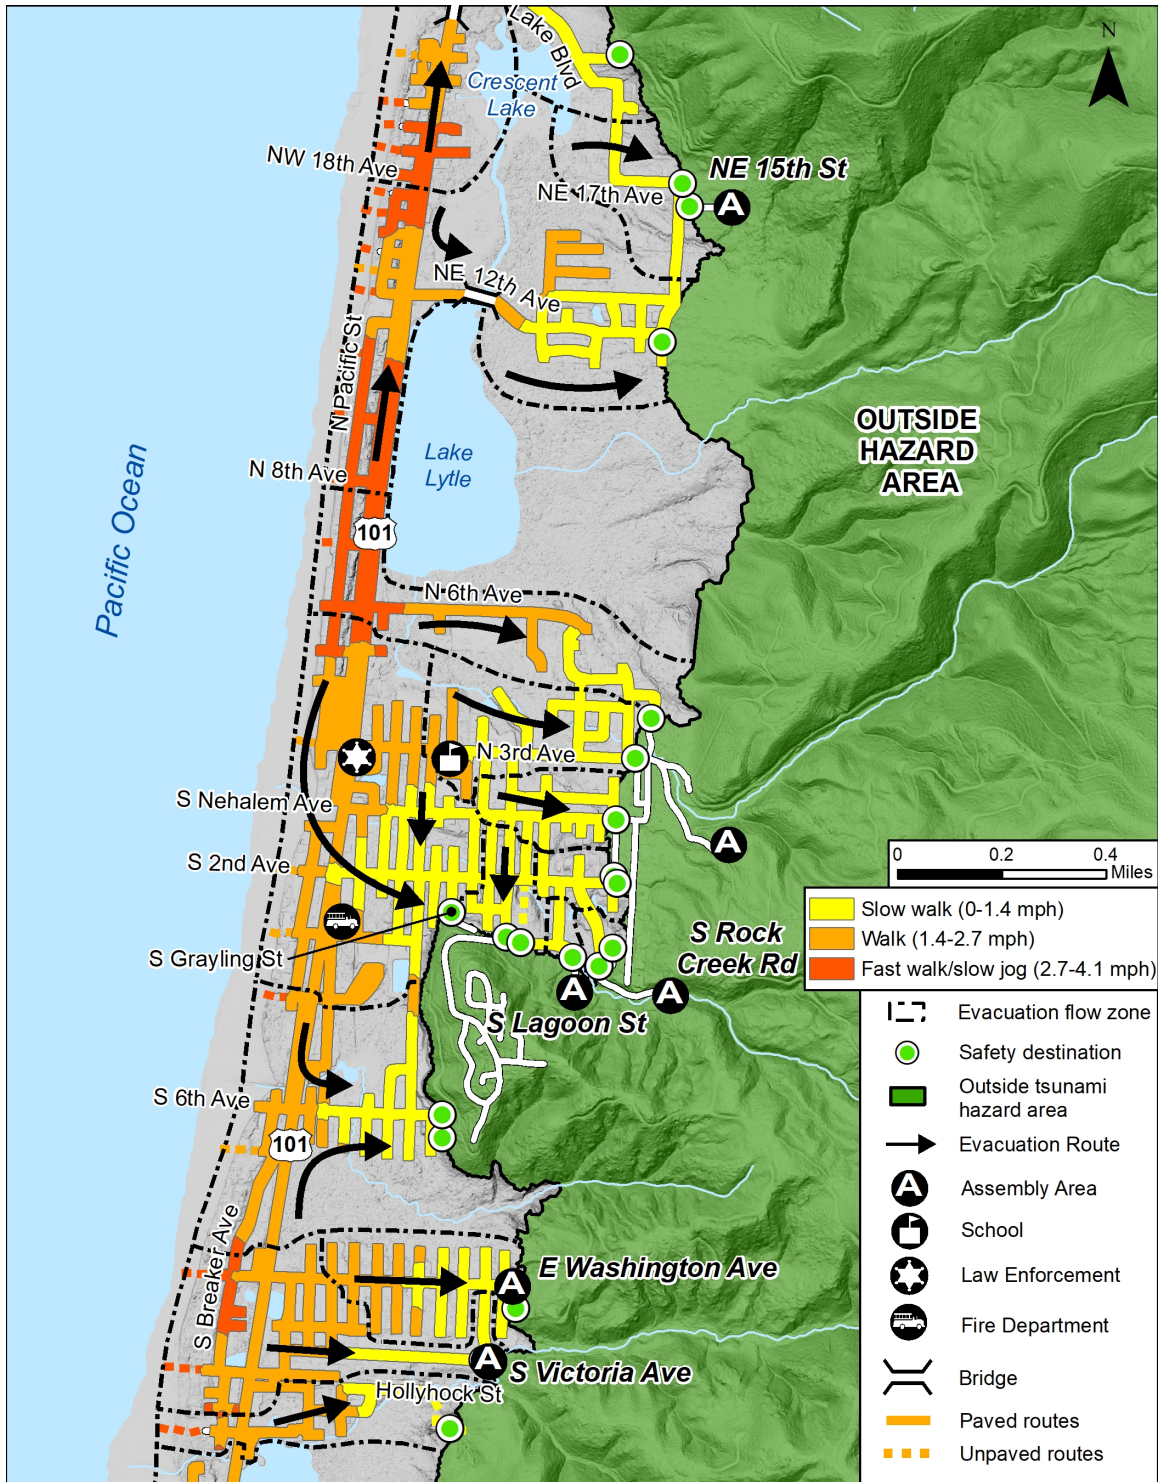 N
Lake Blvd
Crescent
Lake
NW 18th Ave
NE 15th St
NE 17th Ave
A
NE 12th Ave
N Pacific St
OUTSIDE
HAZARD
AREA
Lake
Lytle
N 8th Ave
Pacific Ocean
101
N 6th Ave
N 3rd Ave
S Nehalem Ave
A
0 0.2 0.4
Miles
S 2nd Ave
Slow walk (0-1.4 mph)
Walk (1.4-2.7 mph)
Fast walk/slow jog (2.7-4.1 mph)
S Rock
Creek Rd
S Grayling St
A
A
S Lagoon St
Evacuation flow zone
Safety destination
Outside tsunami
hazard area
S 6th Ave
101
Evacuation Route
A
Assembly Area
School
S Breaker Ave
E Washington Ave
A
Law Enforcement
Fire Department
A
S Victoria Ave
Hollyhock St
Bridge
Paved routes
Unpaved routes